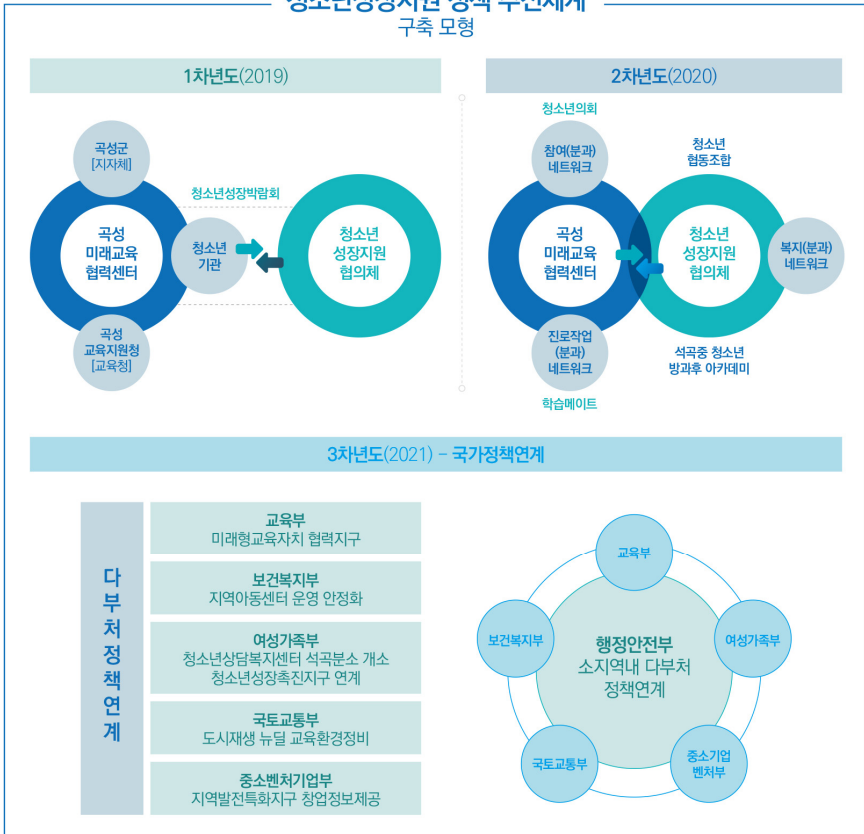 청소년성장지원 정책 추진체계
구축 모형
1차년도(2019)
곡성군
[지자체]
곡성
미래교육
협력센터
곡성
교육지원청
[교육청]
청소년성장박람회
청소년
기관
청소년
성장지원
협의체
2차년도(2020)
청소년의회
참여(분과)
네트워크
곡성
미래교육
협력센터
진로작업
(분과)
네트워크
학습메이트
청소년
협동조합
청소년
성장지원
협의체
복지(분과)
네트워크
석곡중 청소년
방과후 아카데미
3차년도(2021) – 국가정책연계
다부처정책연계
교육부
미래형교육자치 협력지구
보건복지부
지역아동센터 운영 안정화
여성가족부
청소년상담복지센터 석곡분소 개소
청소년성장촉진지구 연계
국토교통부
도시재생 뉴딜 교육환경정비
중소벤처기업부
지역발전특화지구 창업정보제공
교육부
보건복지부
여성가족부
행정안전부
소지역내 다부처
정책연계
국토교통부
중소기업
벤처부